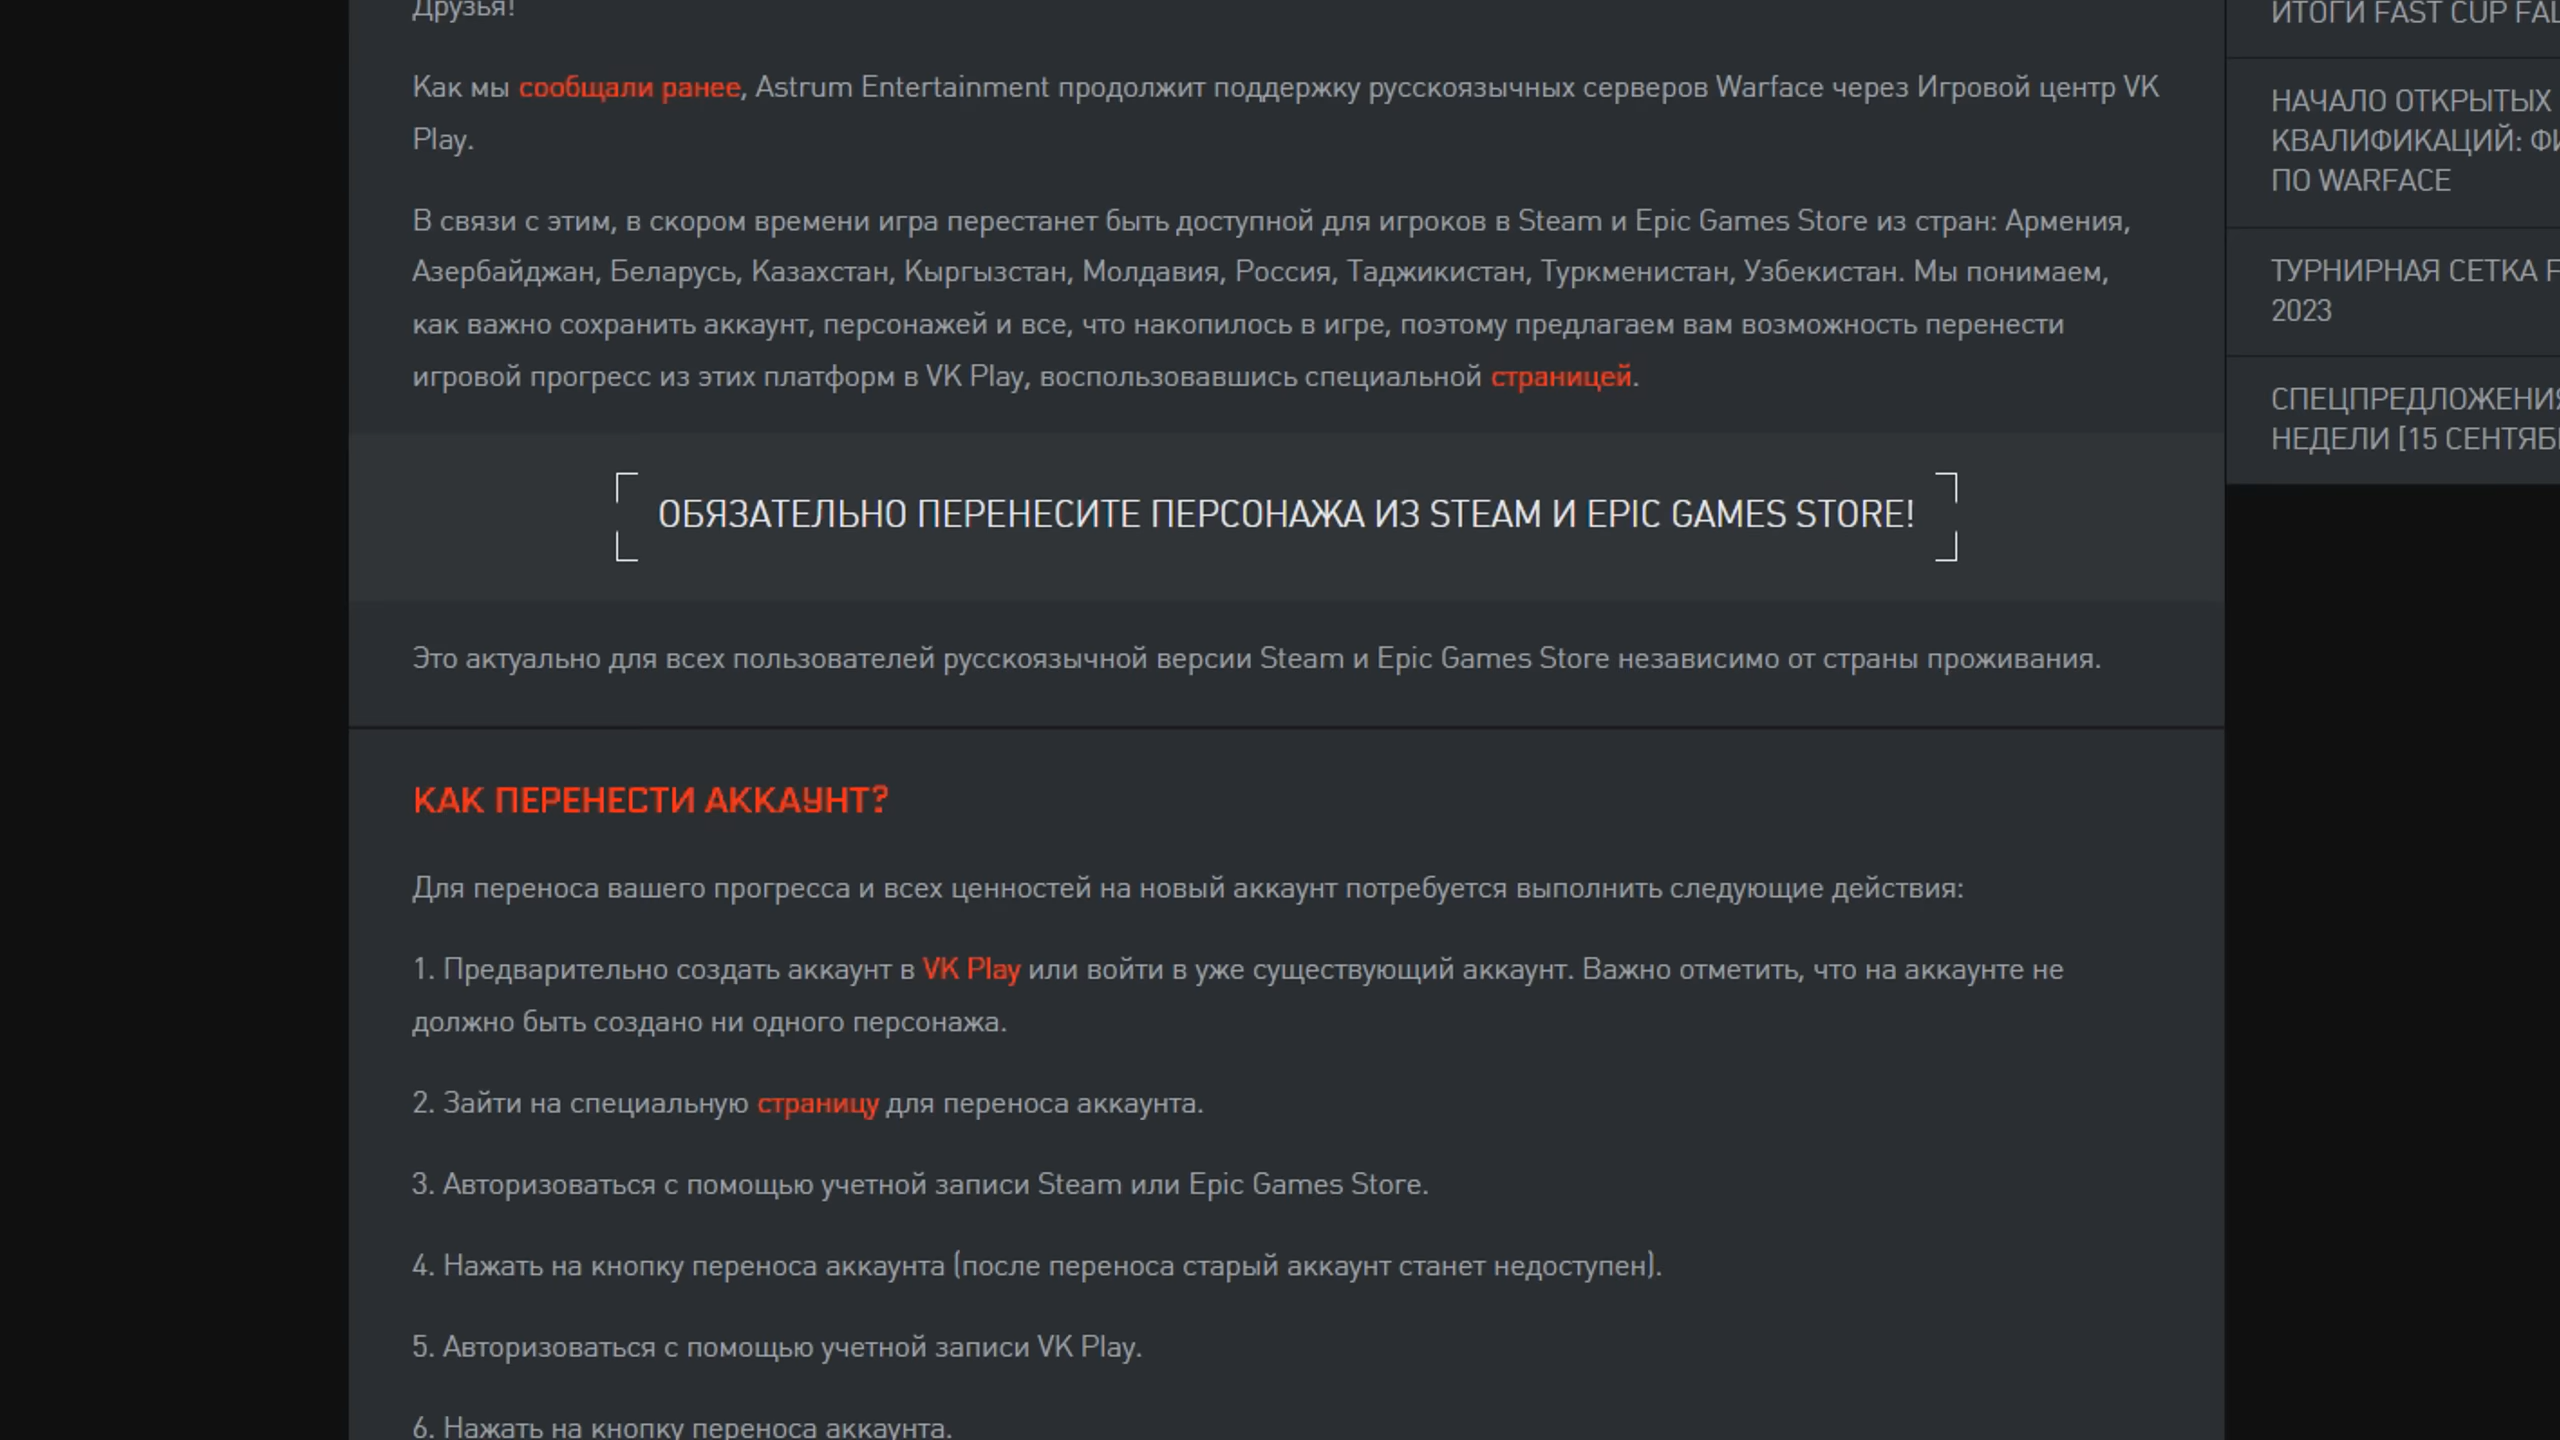 Друзья!
Как мы сообщали ранее, Astrum Entertainment продолжит поддержку русскоязычных серверов Warface через Игровой центр VK
Play.
В связи с этим, в скором времени игра перестанет быть доступной для игроков в Steam и Epic Games Store из стран: Армения,
Азербайджан, Беларусь, Казахстан, Кыргызстан, Молдавия, Россия, Таджикистан, Туркменистан, Узбекистан. Мы понимаем,
как важно сохранить аккаунт, персонажей и все, что накопилось в игре, поэтому предлагаем вам возможность перенести
игровой прогресс из этих платформ в VK Play, воспользовавшись специальной страницей.
ОБЯЗАТЕЛЬНО ПЕРЕНЕСИТЕ ПЕРСОНАЖА ИЗ STEAM И EPIC GAMES STORE!
Это актуально для всех пользователей русскоязычной версии Steam и Epic Games Store независимо от страны проживания.
КАК ПЕРЕНЕСТИ АККАУНТ?
Для переноса вашего прогресса и всех ценностей на новый аккаунт потребуется выполнить следующие действия:
1. Предварительно создать аккаунт в VK Play или войти в уже существующий аккаунт. Важно отметить, что на аккаунте не
должно быть создано ни одного персонажа.
2. Зайти на специальную страницу для переноса аккаунта.
3. Авторизоваться с помощью учетной записи Steam или Epic Games Store.
4. Нажать на кнопку переноса аккаунта (после переноса старый аккаунт станет недоступен).
5. Авторизоваться с помощью учетной записи VK Play.
6. Нажать на кнопку переноса аккаунта.
ИТОГИ FAST CUP
НАЧАЛО ОТКРЫТЫХ
КВАЛИФИКАЦИЙ:
ПО WARFACE
ТУРНИРНАЯ СЕТКА
2023
СПЕЦПРЕДЛОЖЕНИЯ
НЕДЕЛИ [15